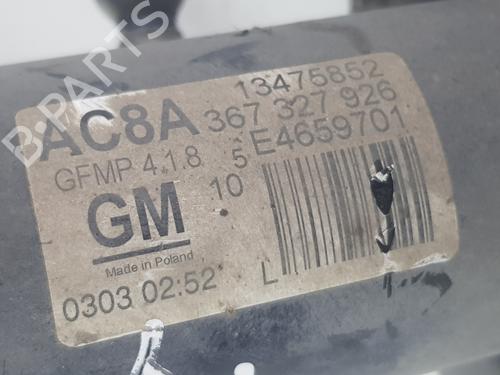 13475852
AC8A 367 327 926
GFMP 4.1.8 5 E4659701
10
GM
Made in Poland
0303 02:52 L
B-PARTS